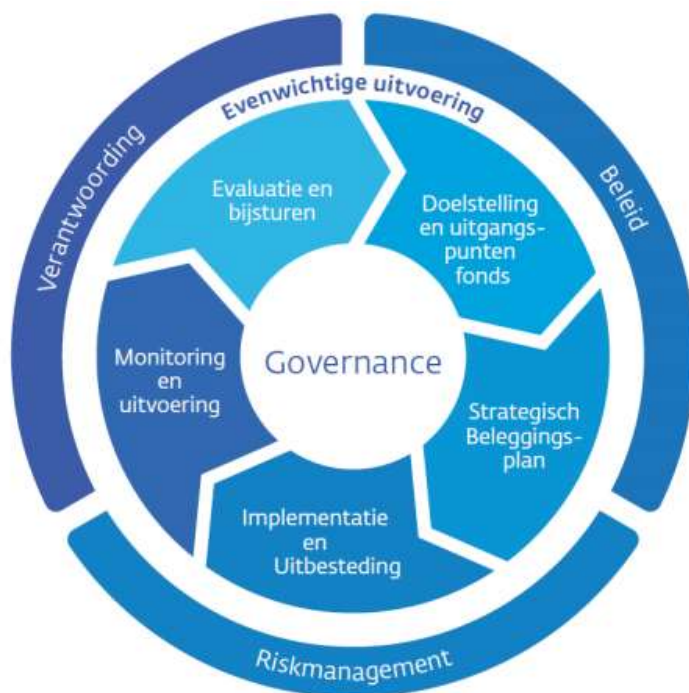 Evenwichtige uitvoering
Verantwoording
Beleid
Riskmanagement
Evaluatie en
bijsturen
Doelstelling
en uitgangs-
punten
fonds
Strategisch
Beleggings-
plan
Implementatie
en
Uitbesteding
Monitoring
en
uitvoering
Governance